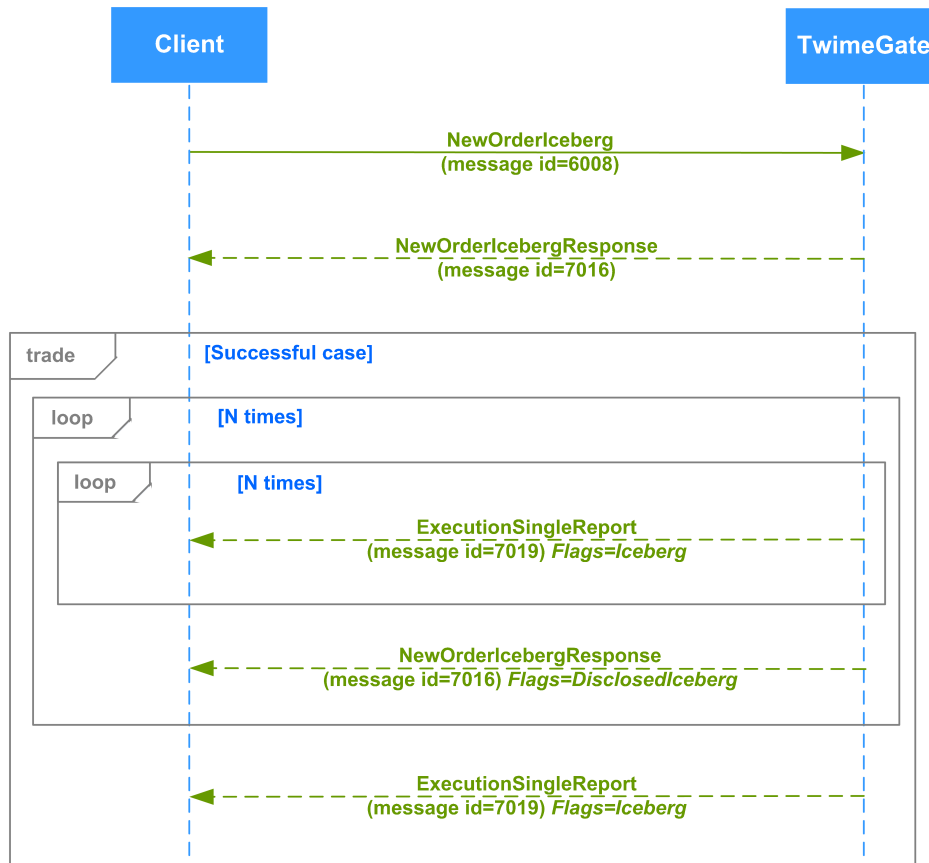 Client
TwimeGate
NewOrderIceberg
(message id=6008)
NewOrderIcebergResponse
(message id=7016)
trade
[Successful case]
loop
[N times]
loop
[N times]
ExecutionSingleReport
(message id=7019) Flags=Iceberg
NewOrderIcebergResponse
(message id=7016) Flags=DisclosedIceberg
ExecutionSingleReport
(message id=7019) Flags=Iceberg